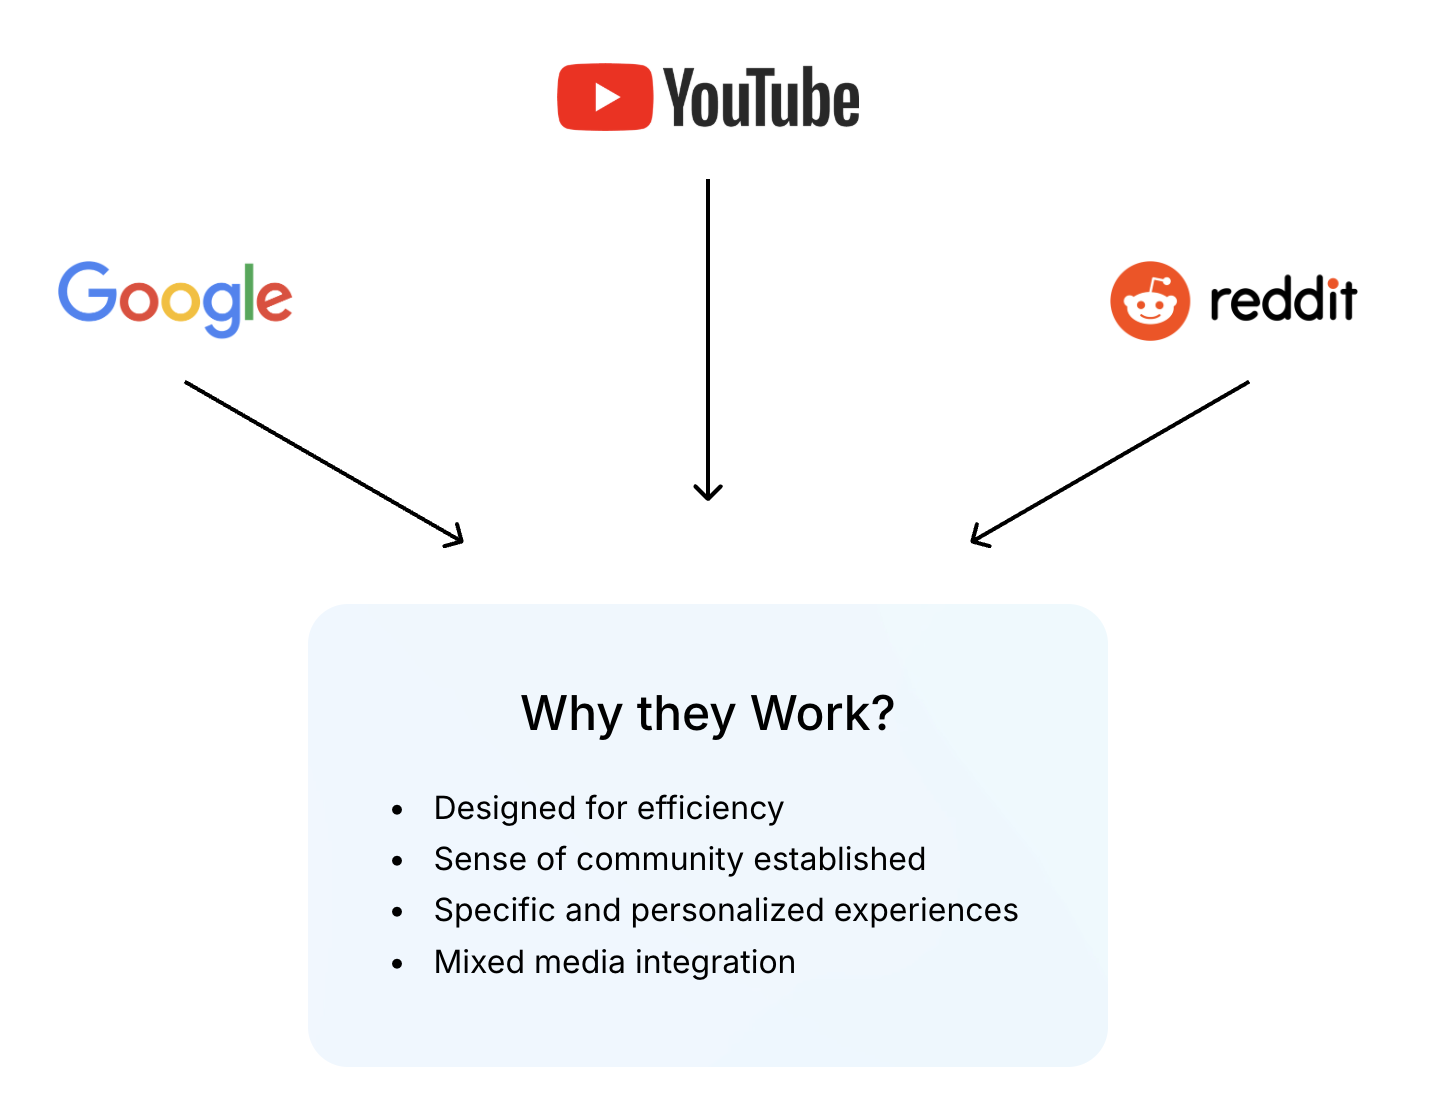 YouTube
Google
reddit
Why they Work?
• Designed for efficiency
• Sense of community established
• Specific and personalized experiences
• Mixed media integration